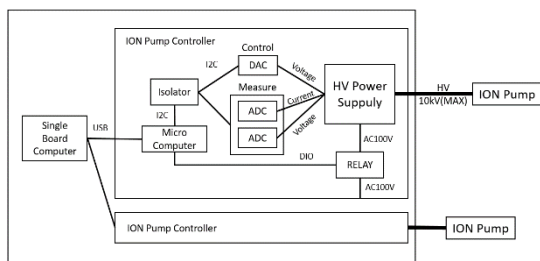 ION Pump Controller
Control
I2C
DAC
Voltage
HV Power
Suppuly
HV
10kV(MAX)
ION Pump
Isolator
Measure
ADC
Current
ADC
Voltage
I2C
Single
Board
Computer
USB
Micro
Computer
AC100V
DIO
RELAY
AC100V
ION Pump Controller
ION Pump